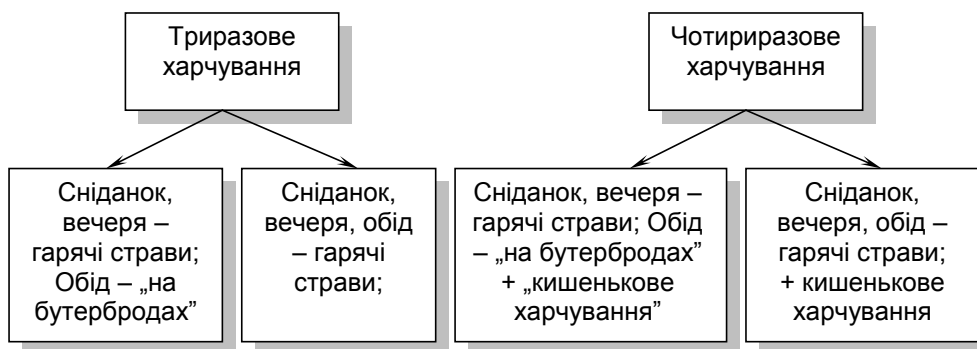 Триразове
харчування
Чотириразове
харчування
Сніданок,
вечеря –
гарячі страви;
Обід – „на
бутербродах”
Сніданок,
вечеря, обід
– гарячі
страви;
Сніданок, вечеря –
гарячі страви; Обід
– „на бутербродах”
+ „кишенькове
харчування”
Сніданок,
вечеря, обід –
гарячі страви;
+ кишенькове
харчування